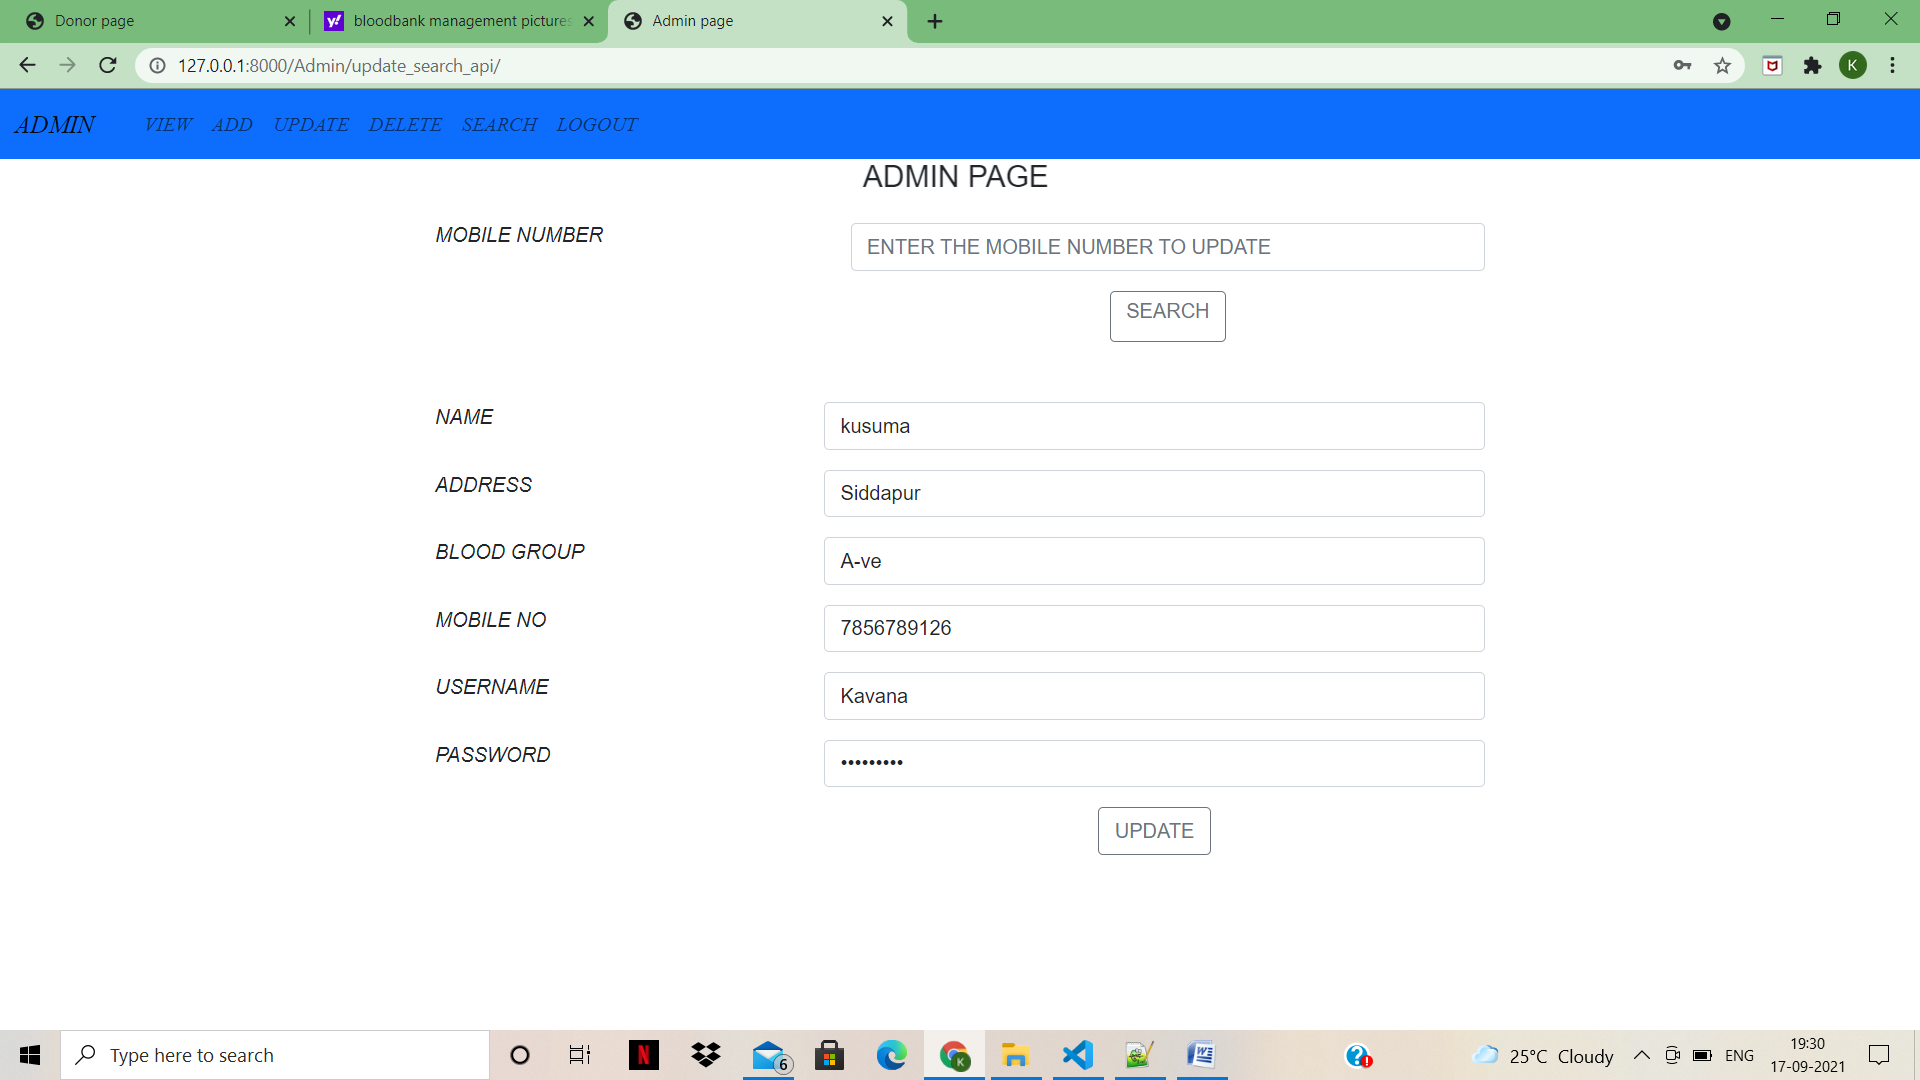 Donor page
bloodbank management pictures
Admin page
127.0.0.1:8000/Admin/update_search_api/
K
ADMIN VIEW ADD UPDATE DELETE SEARCH LOGOUT
ADMIN PAGE
MOBILE NUMBER
ENTER THE MOBILE NUMBER TO UPDATE
SEARCH
NAME
kusuma
ADDRESS
Siddapur
BLOOD GROUP
A-ve
MOBILE NO
7856789126
USERNAME
Kavana
PASSWORD
•••••••••
UPDATE
Type here to search
6
25°C Cloudy
ENG
19:30
17-09-2021